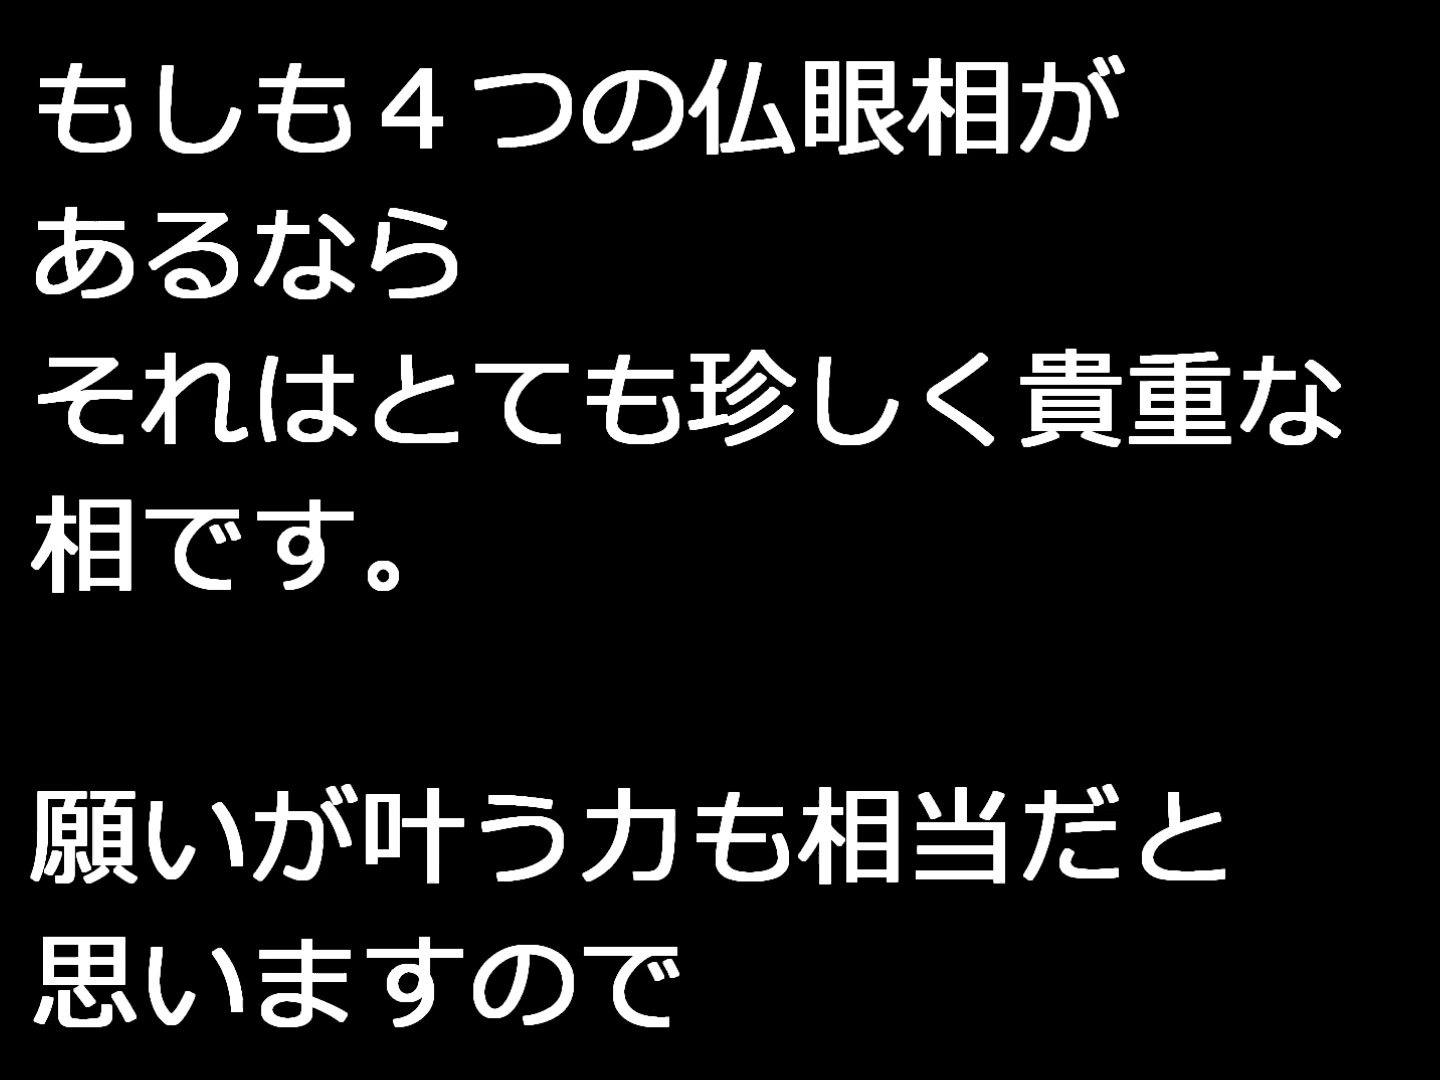 もしも４つの仏眼相が
あるなら
それはとても珍しく貴重な
相です。
願いが叶う力も相当だと
思いますので